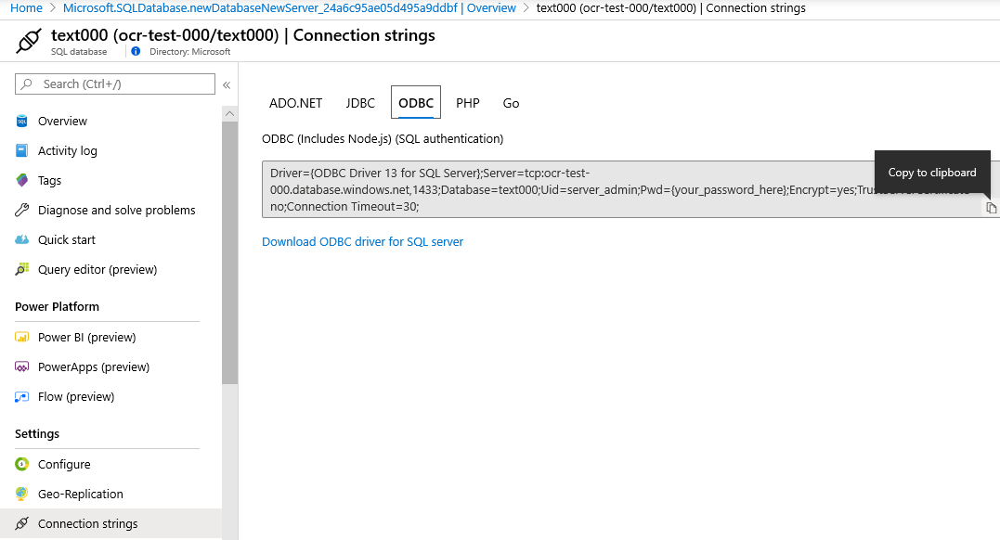 Home > Microsoft.SQLDatabase.newDatabaseNewServer_24a6c95ae05d495a9ddbf | Overview > text000 (ocr-test-000/text000) | Connection strings
text000 (ocr-test-000/text000) | Connection strings
SQL database
Directory: Microsoft
Search (Ctrl+/)
«
Overview
Activity log
Tags
Diagnose and solve problems
Quick start
Query editor (preview)
Power Platform
Power BI (preview)
PowerApps (preview)
Flow (preview)
Settings
Configure
Geo-Replication
Connection strings
ADO.NET JDBC ODBC PHP Go
ODBC (Includes Node.js) (SQL authentication)
Driver={ODBC Driver 13 for SQL Server};Server=tcp:ocr-test-
000.database.windows.net,1433;Database=text000;Uid=server_admin;Pwd={your_password_here};Encrypt=yes;
no;Connection Timeout=30;
Copy to clipboard
Download ODBC driver for SQL server